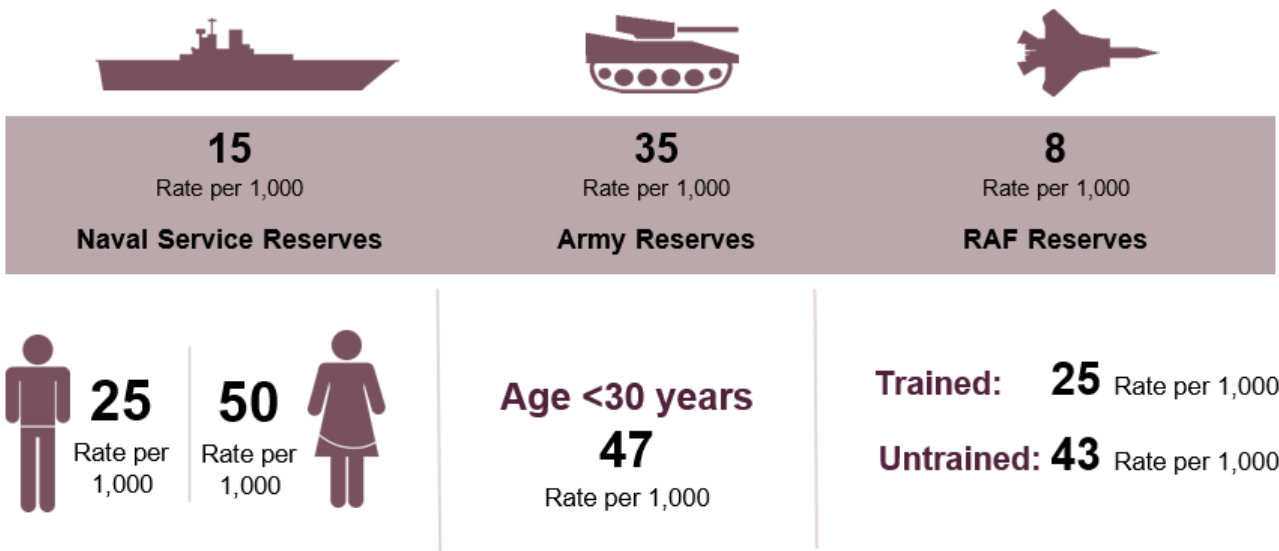 15
Rate per 1,000
Naval Service Reserves
35
Rate per 1,000
Army Reserves
8
Rate per 1,000
RAF Reserves
25
Rate per
1,000
50
Rate per
1,000
Age <30 years
47
Rate per 1,000
Trained: 25 Rate per 1,000
Untrained: 43 Rate per 1,000